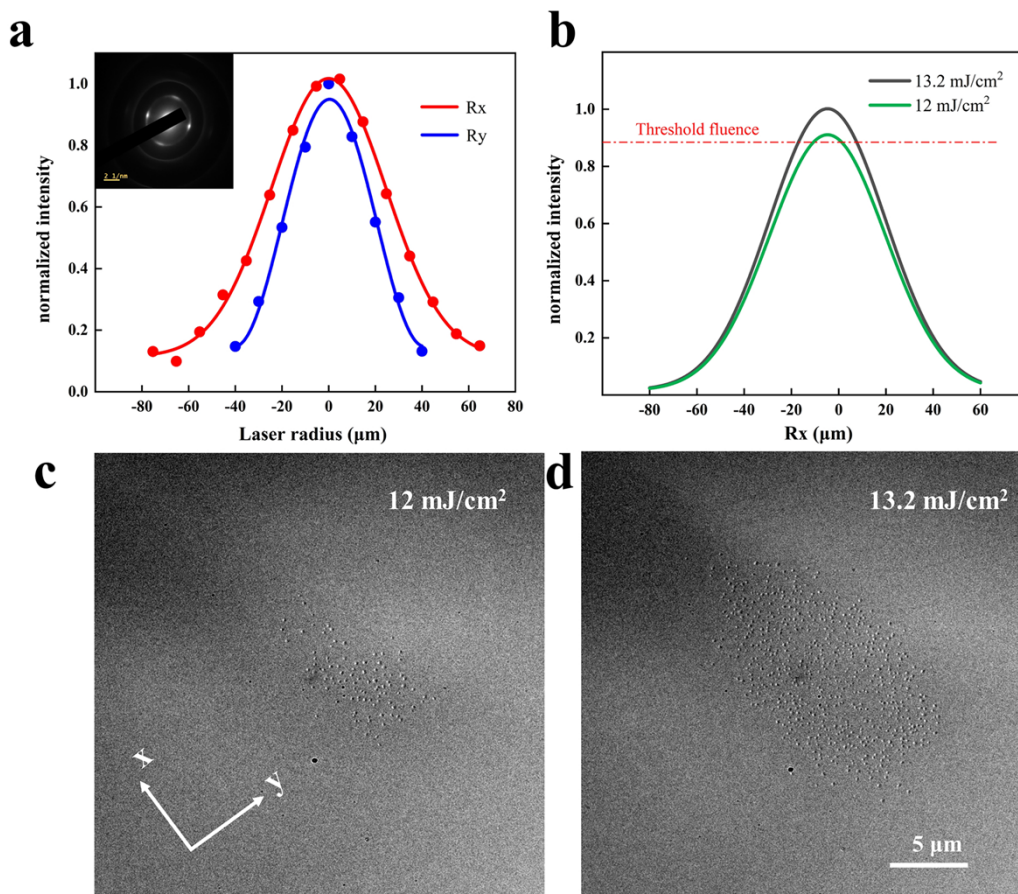 a
2 1/nm
Rx
Ry
normalized intensity
1.0
0.8
0.6
0.4
0.2
0.0
-80 -60 -40 -20 0 20 40 60 80
Laser radius (μm)
b
13.2 mJ/cm²
12 mJ/cm²
Threshold fluence
normalized intensity
1.0
0.8
0.6
0.4
0.2
-80 -60 -40 -20 0 20 40 60
Rx (μm)
c
12 mJ/cm²
x
y
d
13.2 mJ/cm²
5 μm